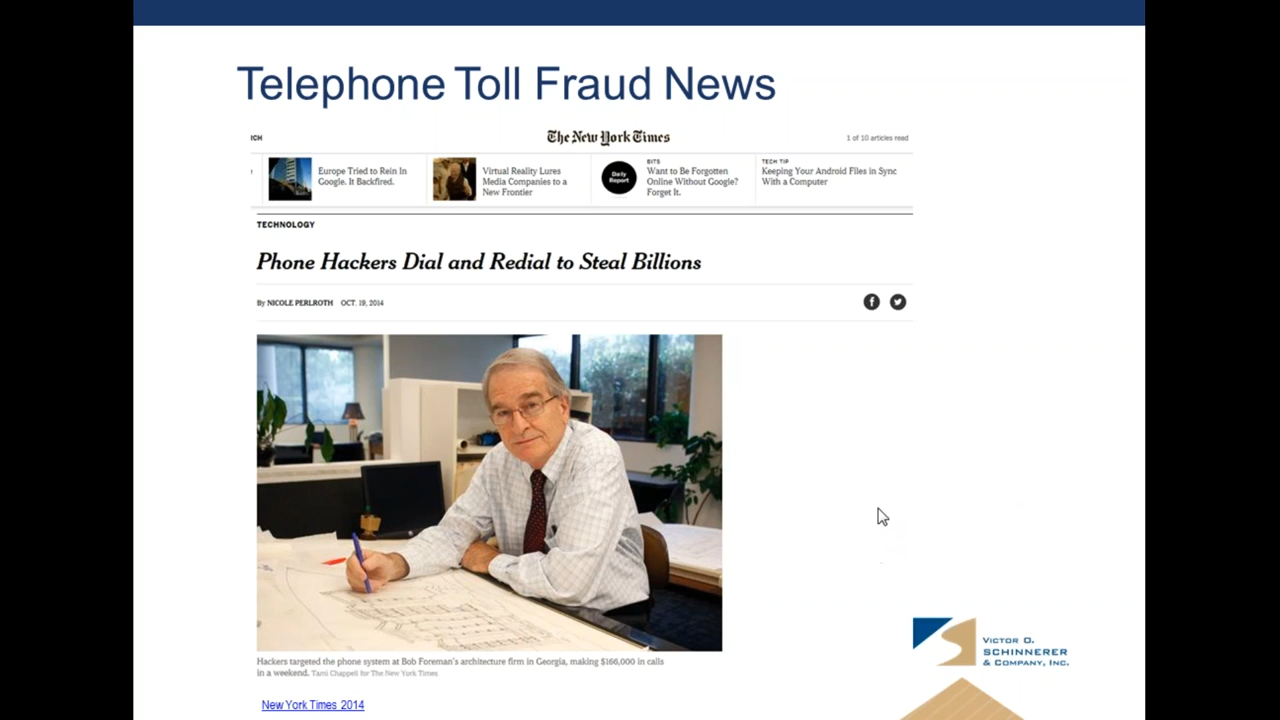 Telephone Toll Fraud News
RCH
The New York Times
1 of 10 articles read
Europe Tried to Rein In
Google. It Backfired.
Virtual Reality Lures
Media Companies to a
New Frontier
Daily
Report
BITS
Want to Be Forgotten
Online Without Google?
Forget It.
TECH TIP
Keeping Your Android Files in Sync
With a Computer
TECHNOLOGY
Phone Hackers Dial and Redial to Steal Billions
By NICOLE PERLROTH OCT. 19, 2014
Hackers targeted the phone system at Bob Foreman's architecture firm in Georgia, making $166,000 in calls
in a weekend. Tami Chappell for The New York Times
New York Times 2014
VICTOR O.
SCHINNERER
& COMPANY, INC.